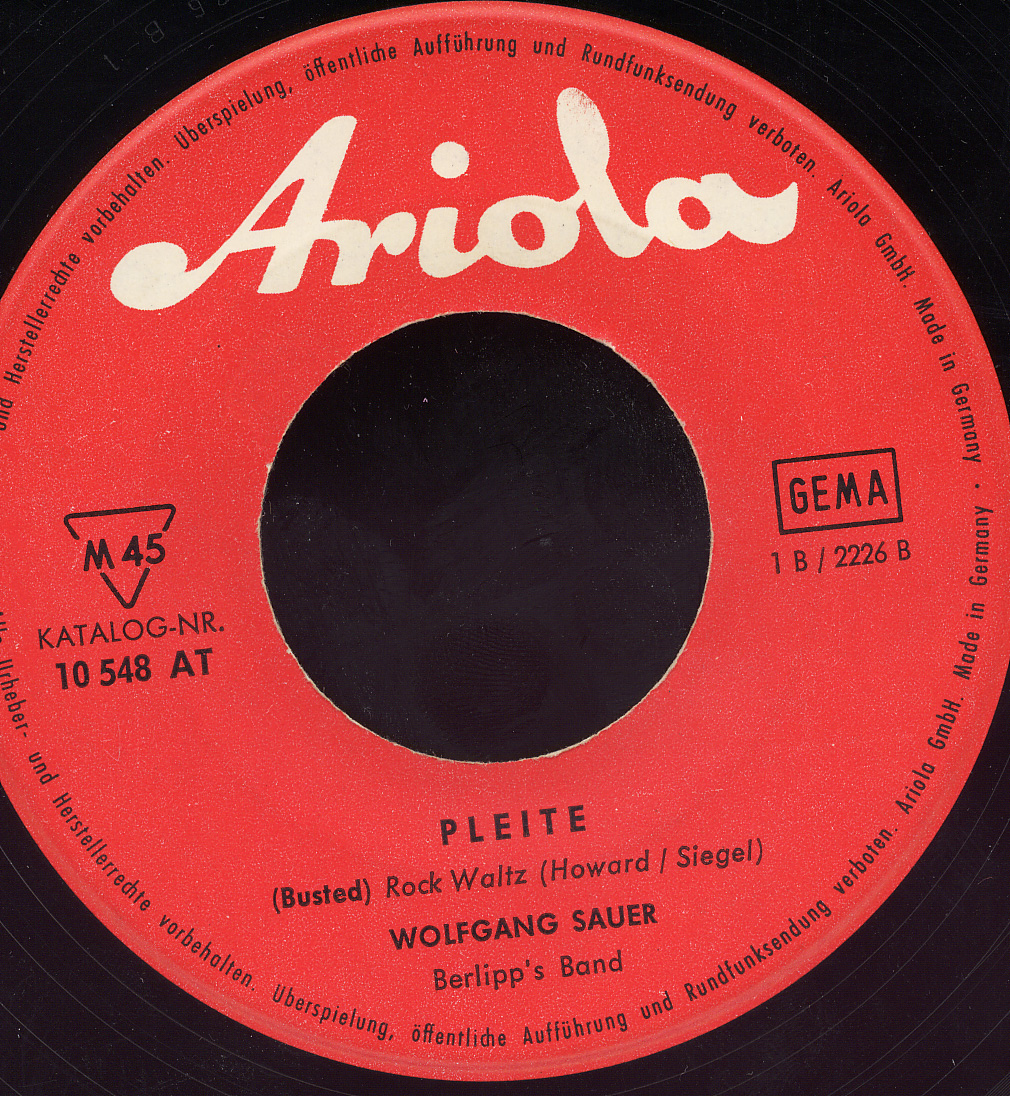 Ariola
GEMA
1 B / 2226 B
M 45
KATALOG-NR.
10 548 AT
PLEITE
(Busted) Rock Waltz (Howard / Siegel)
WOLFGANG SAUER
Berlipp's Band
und Herstellerrechte vorbehalten. Überspielung, öffentliche Aufführung und Rundfunksendung verboten. Ariola GmbH. Made in Germany •
Urheber- und Herstellerrechte vorbehalten. Überspielung, öffentliche Aufführung und Rundfunksendung verboten. Ariola GmbH. Made in Germany